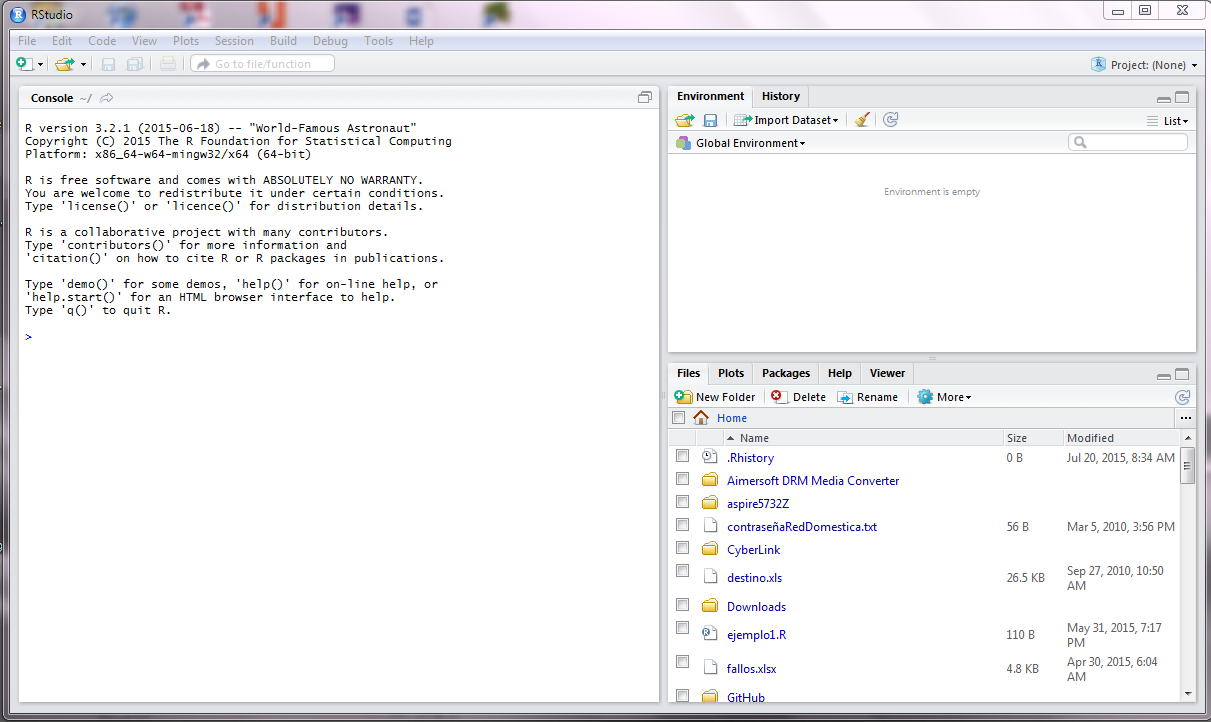 RStudio
File Edit Code View Plots Session Build Debug Tools Help
Go to file/function
Project: (None)
Console ~/
R version 3.2.1 (2015-06-18) -- "World-Famous Astronaut"
Copyright (C) 2015 The R Foundation for Statistical Computing
Platform: x86_64-w64-mingw32/x64 (64-bit)
R is free software and comes with ABSOLUTELY NO WARRANTY.
You are welcome to redistribute it under certain conditions.
Type 'license()' or 'licence()' for distribution details.
R is a collaborative project with many contributors.
Type 'contributors()' for more information and
'citation()' on how to cite R or R packages in publications.
Type 'demo()' for some demos, 'help()' for on-line help, or
'help.start()' for an HTML browser interface to help.
Type 'q()' to quit R.
>
Environment History
Import Dataset List
Global Environment
Environment is empty
Files Plots Packages Help Viewer
New Folder Delete Rename More
Home ...
Name Size Modified
.Rhistory 0 B Jul 20, 2015, 8:34 AM
Aimersoft DRM Media Converter
aspire5732Z
contraseñaRedDomestica.txt 56 B Mar 5, 2010, 3:56 PM
CyberLink
destino.xls 26.5 KB Sep 27, 2010, 10:50
AM
Downloads
ejemplo1.R 110 B May 31, 2015, 7:17
PM
fallos.xlsx 4.8 KB Apr 30, 2015, 6:04
AM
GitHub